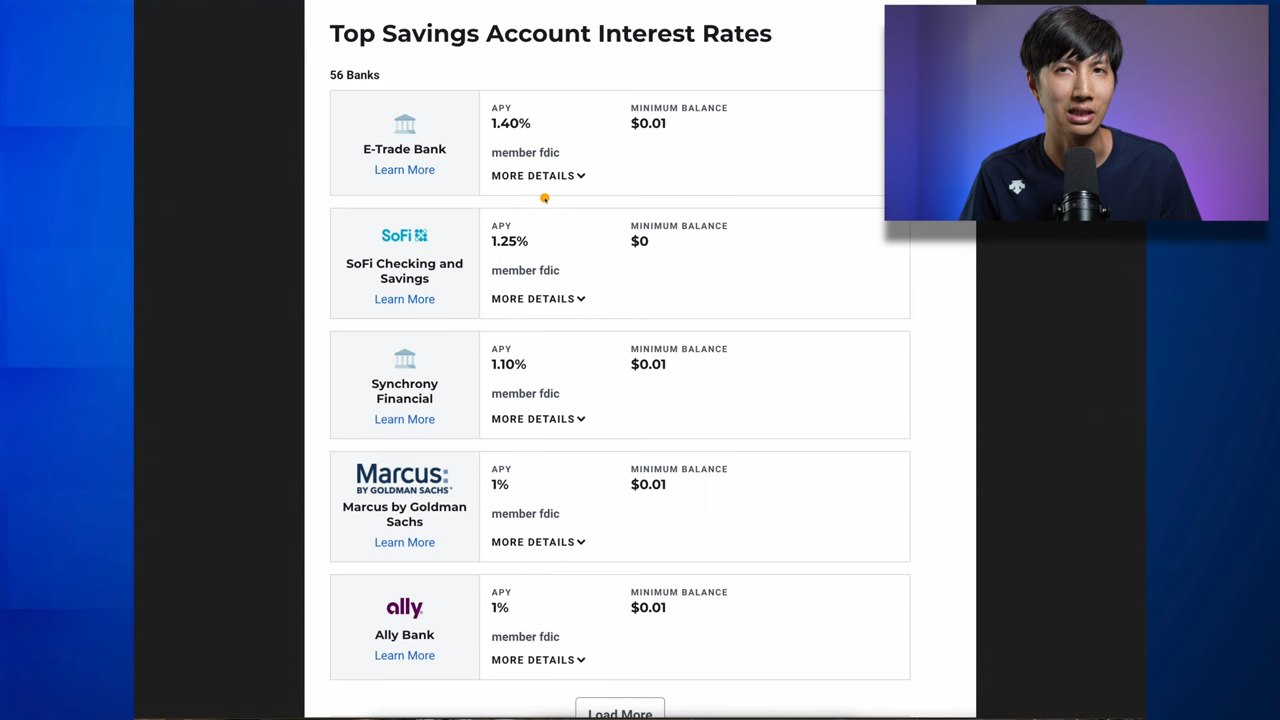 Top Savings Account Interest Rates
56 Banks
E-Trade Bank
Learn More
APY
1.40%
MINIMUM BALANCE
$0.01
member fdic
MORE DETAILS
SoFi
SoFi Checking and
Savings
Learn More
APY
1.25%
MINIMUM BALANCE
$0
member fdic
MORE DETAILS
Synchrony
Financial
Learn More
APY
1.10%
MINIMUM BALANCE
$0.01
member fdic
MORE DETAILS
Marcus:
BY GOLDMAN SACHS®
Marcus by Goldman
Sachs
Learn More
APY
1%
MINIMUM BALANCE
$0.01
member fdic
MORE DETAILS
ally
Ally Bank
Learn More
APY
1%
MINIMUM BALANCE
$0.01
member fdic
MORE DETAILS
Load More